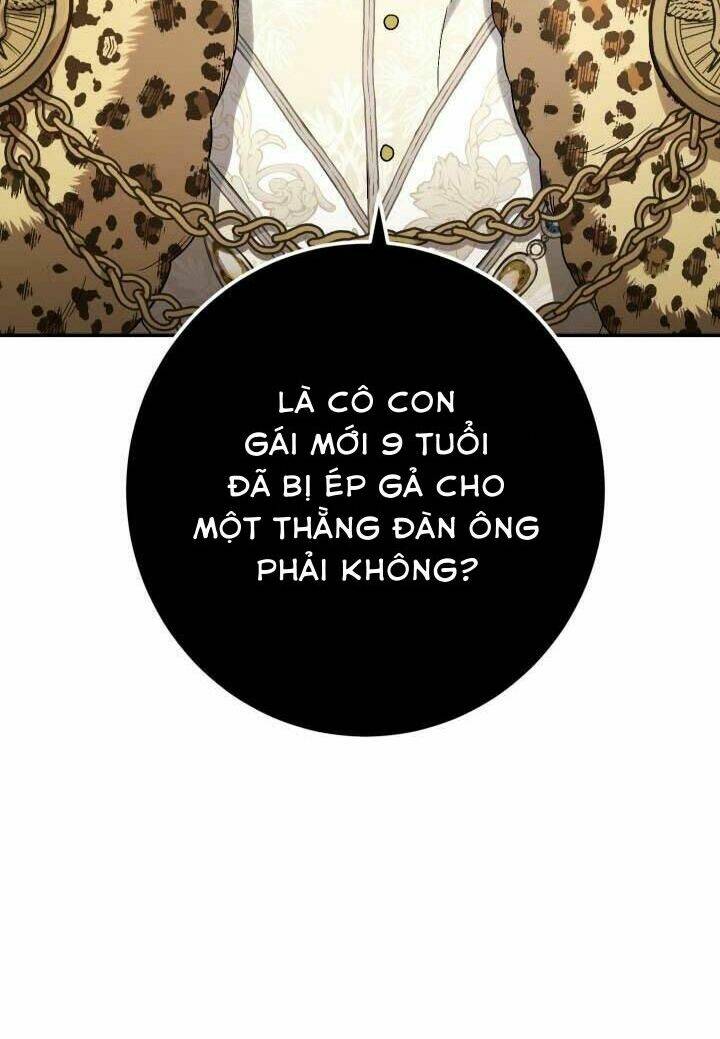 LÀ CÔ CON
GÁI MỚI 9 TUỔI
ĐÃ BỊ ÉP GẢ CHO
MỘT THẰNG ĐÀN ÔNG
PHẢI KHÔNG?